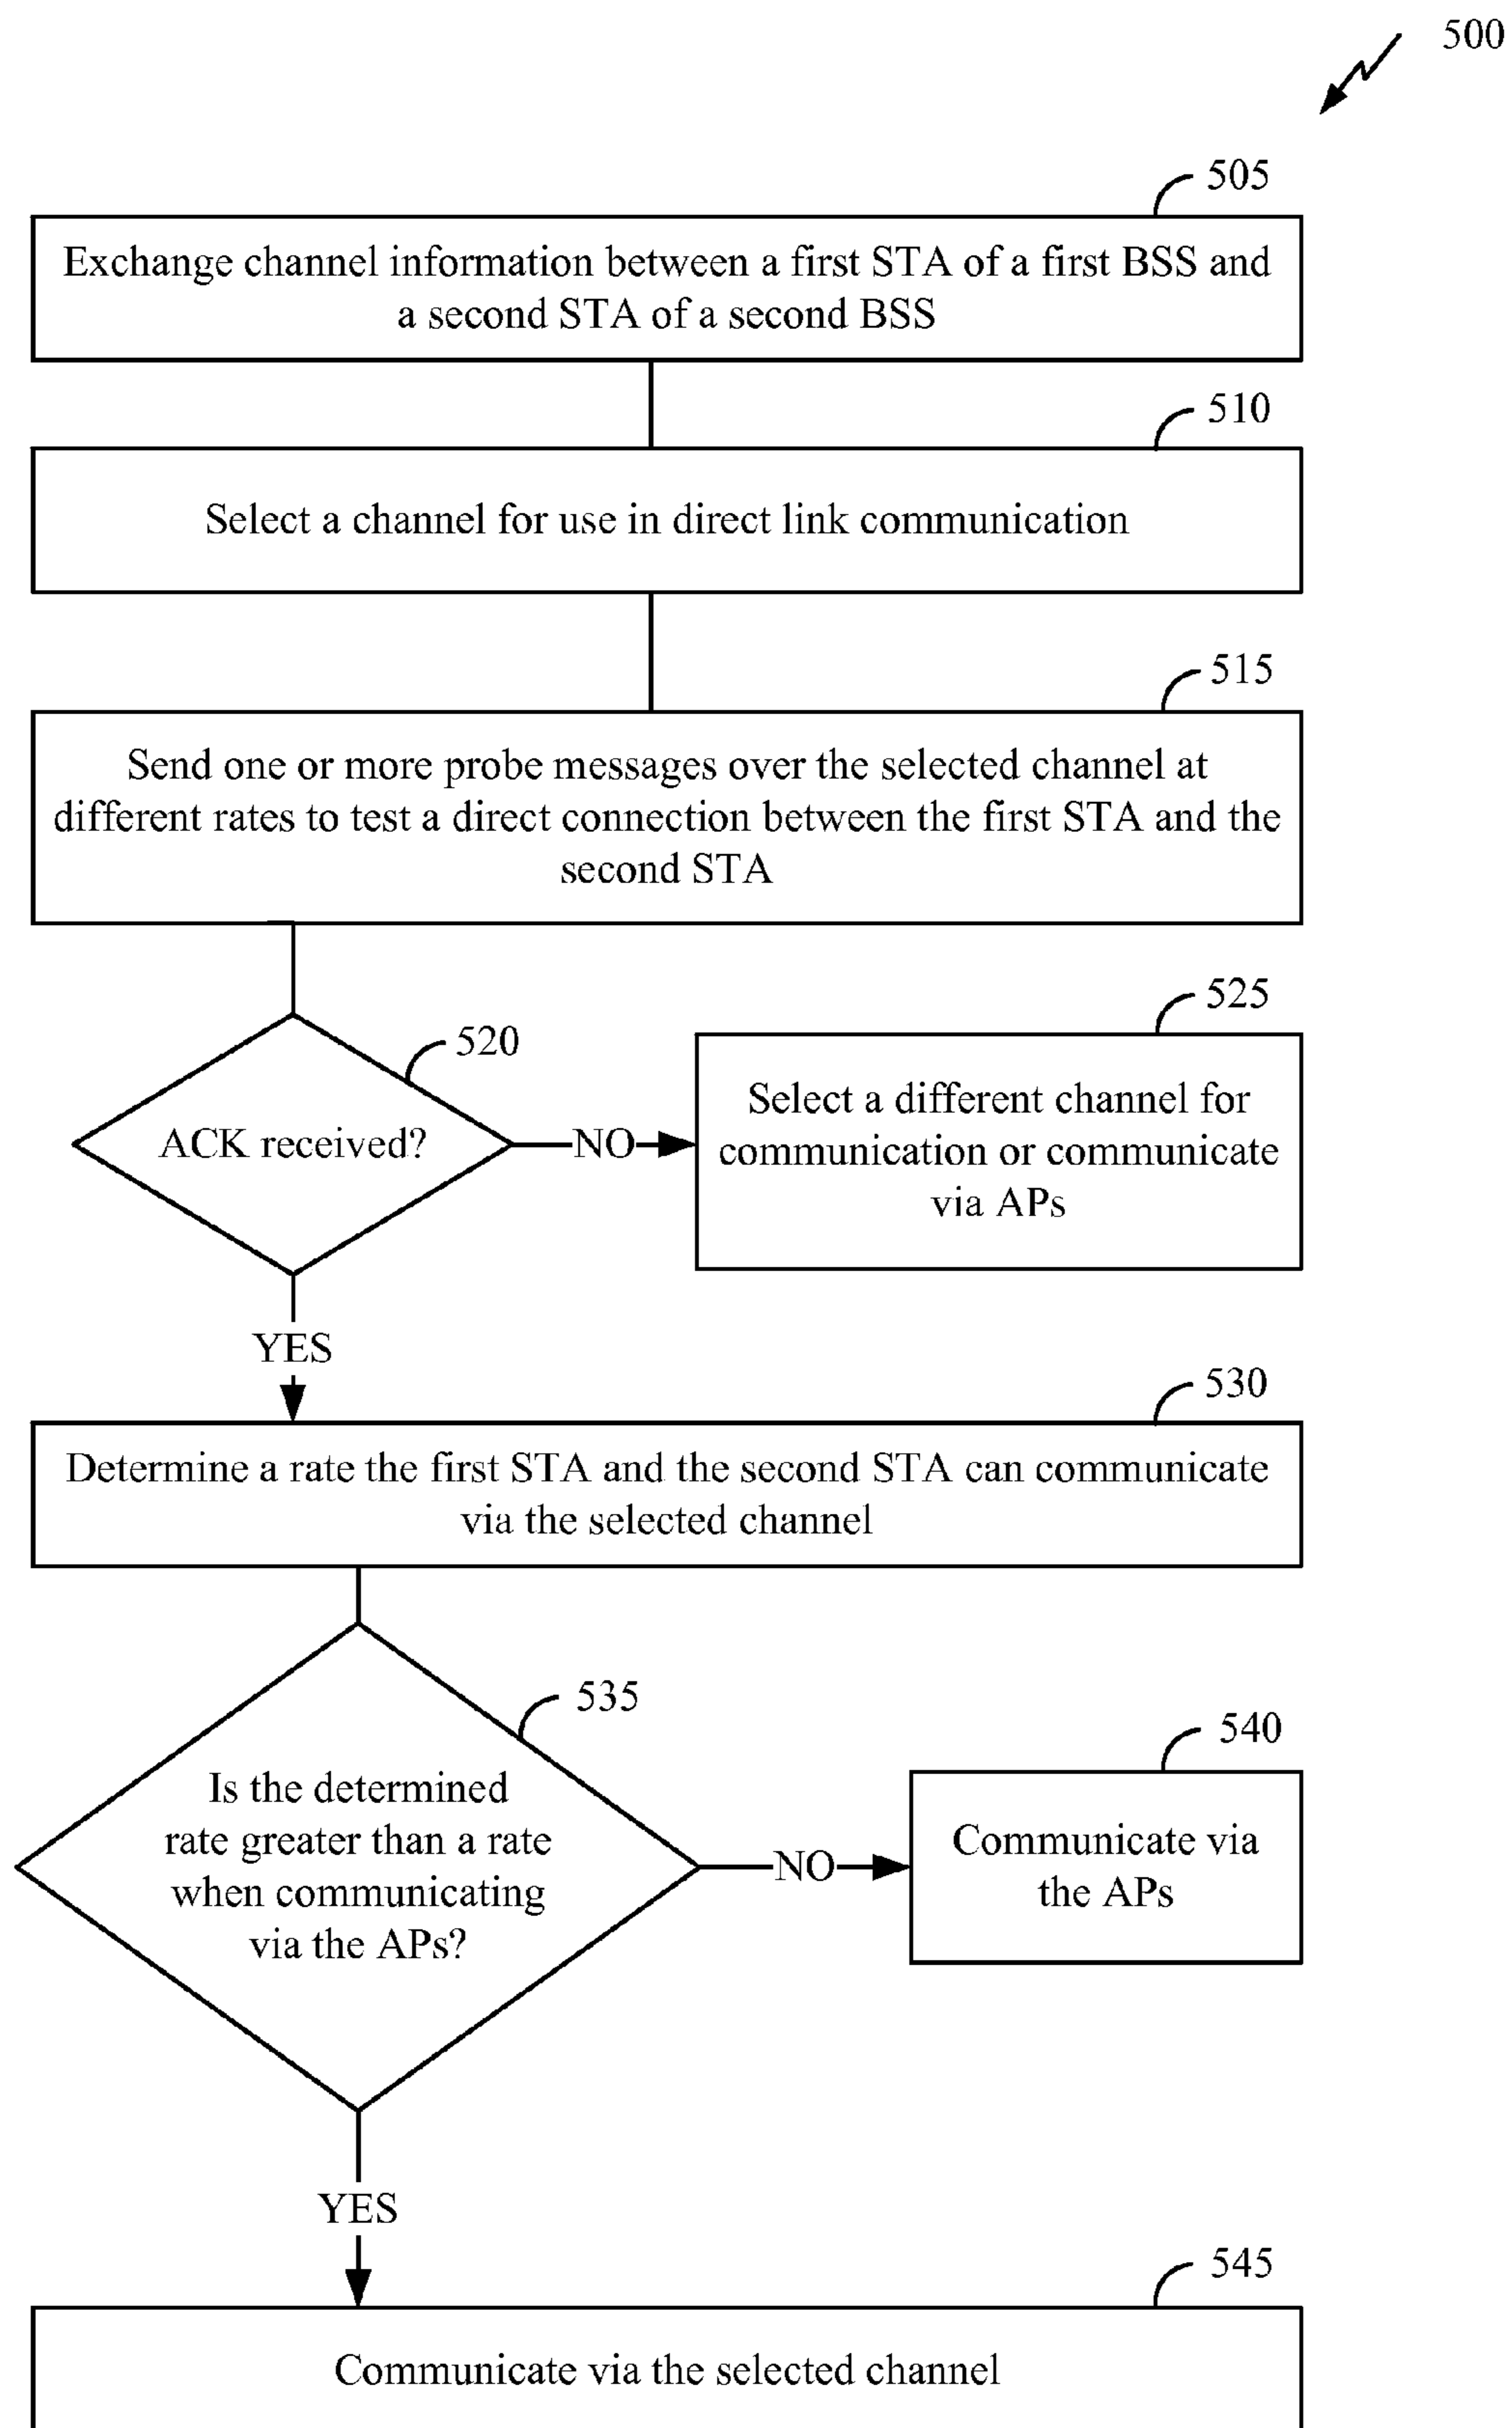 500
505
Exchange channel information between a first STA of a first BSS and
a second STA of a second BSS
510
Select a channel for use in direct link communication
515
Send one or more probe messages over the selected channel at
different rates to test a direct connection between the first STA and the
second STA
520
ACK received?
NO
525
Select a different channel for
communication or communicate
via APs
YES
530
Determine a rate the first STA and the second STA can communicate
via the selected channel
535
Is the determined
rate greater than a rate
when communicating
via the APs?
NO
540
Communicate via
the APs
YES
545
Communicate via the selected channel